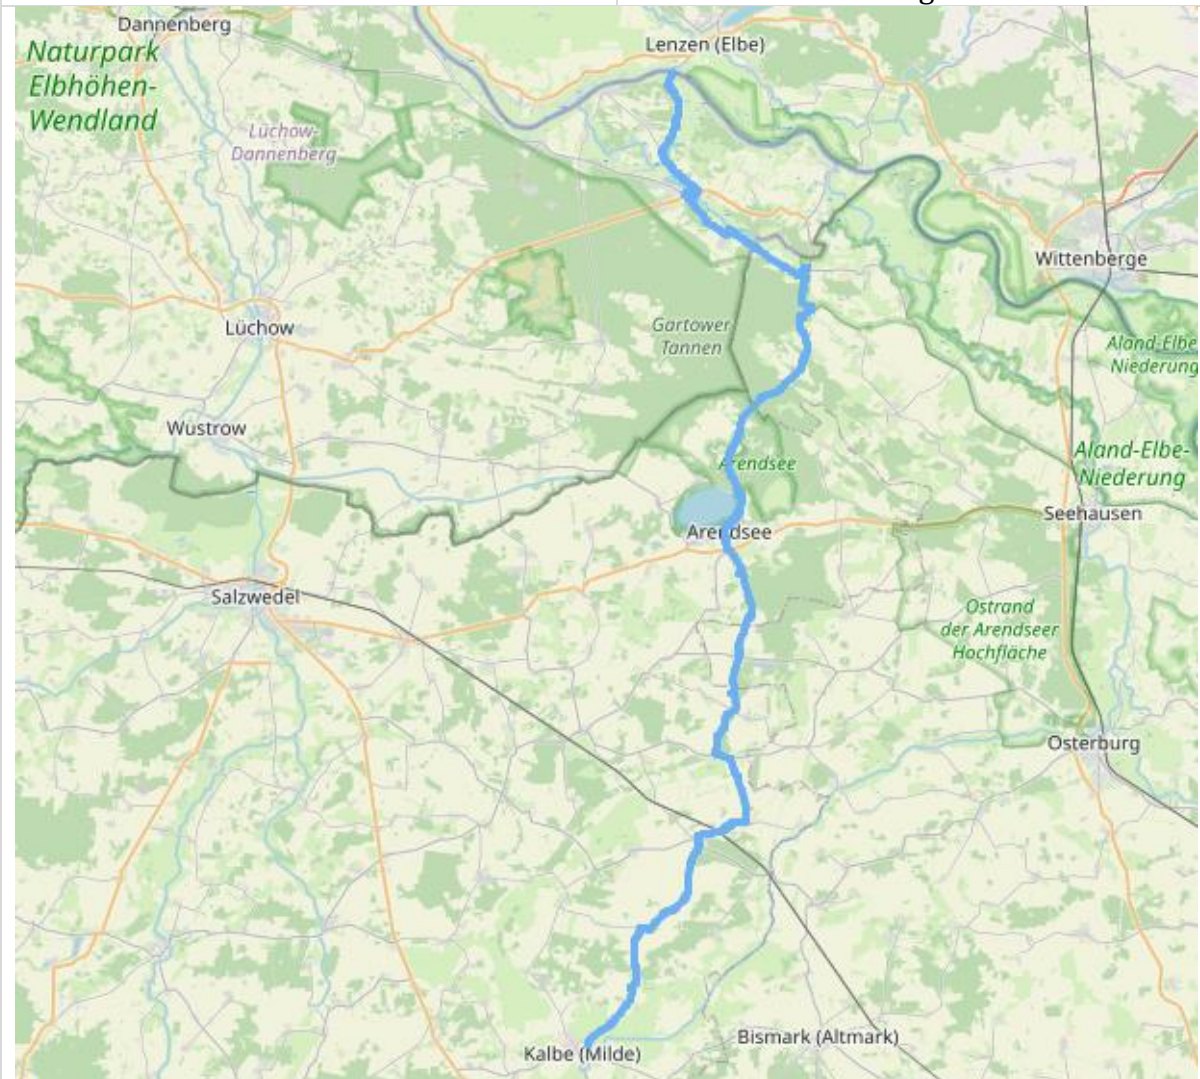 Dannenberg
Lenzen (Elbe)
Naturpark
Elbhöhen-
Wendland
Lüchow-
Dannenberg
Wittenberge
Lüchow
Gartower
Tannen
Aland-Elbe
Niederung
Wustrow
Arendsee
Aland-Elbe-
Niederung
Seehausen
Arendsee
Salzwedel
Ostrand
der Arendseer
Hochfläche
Osterburg
Bismark (Altmark)
Kalbe (Milde)